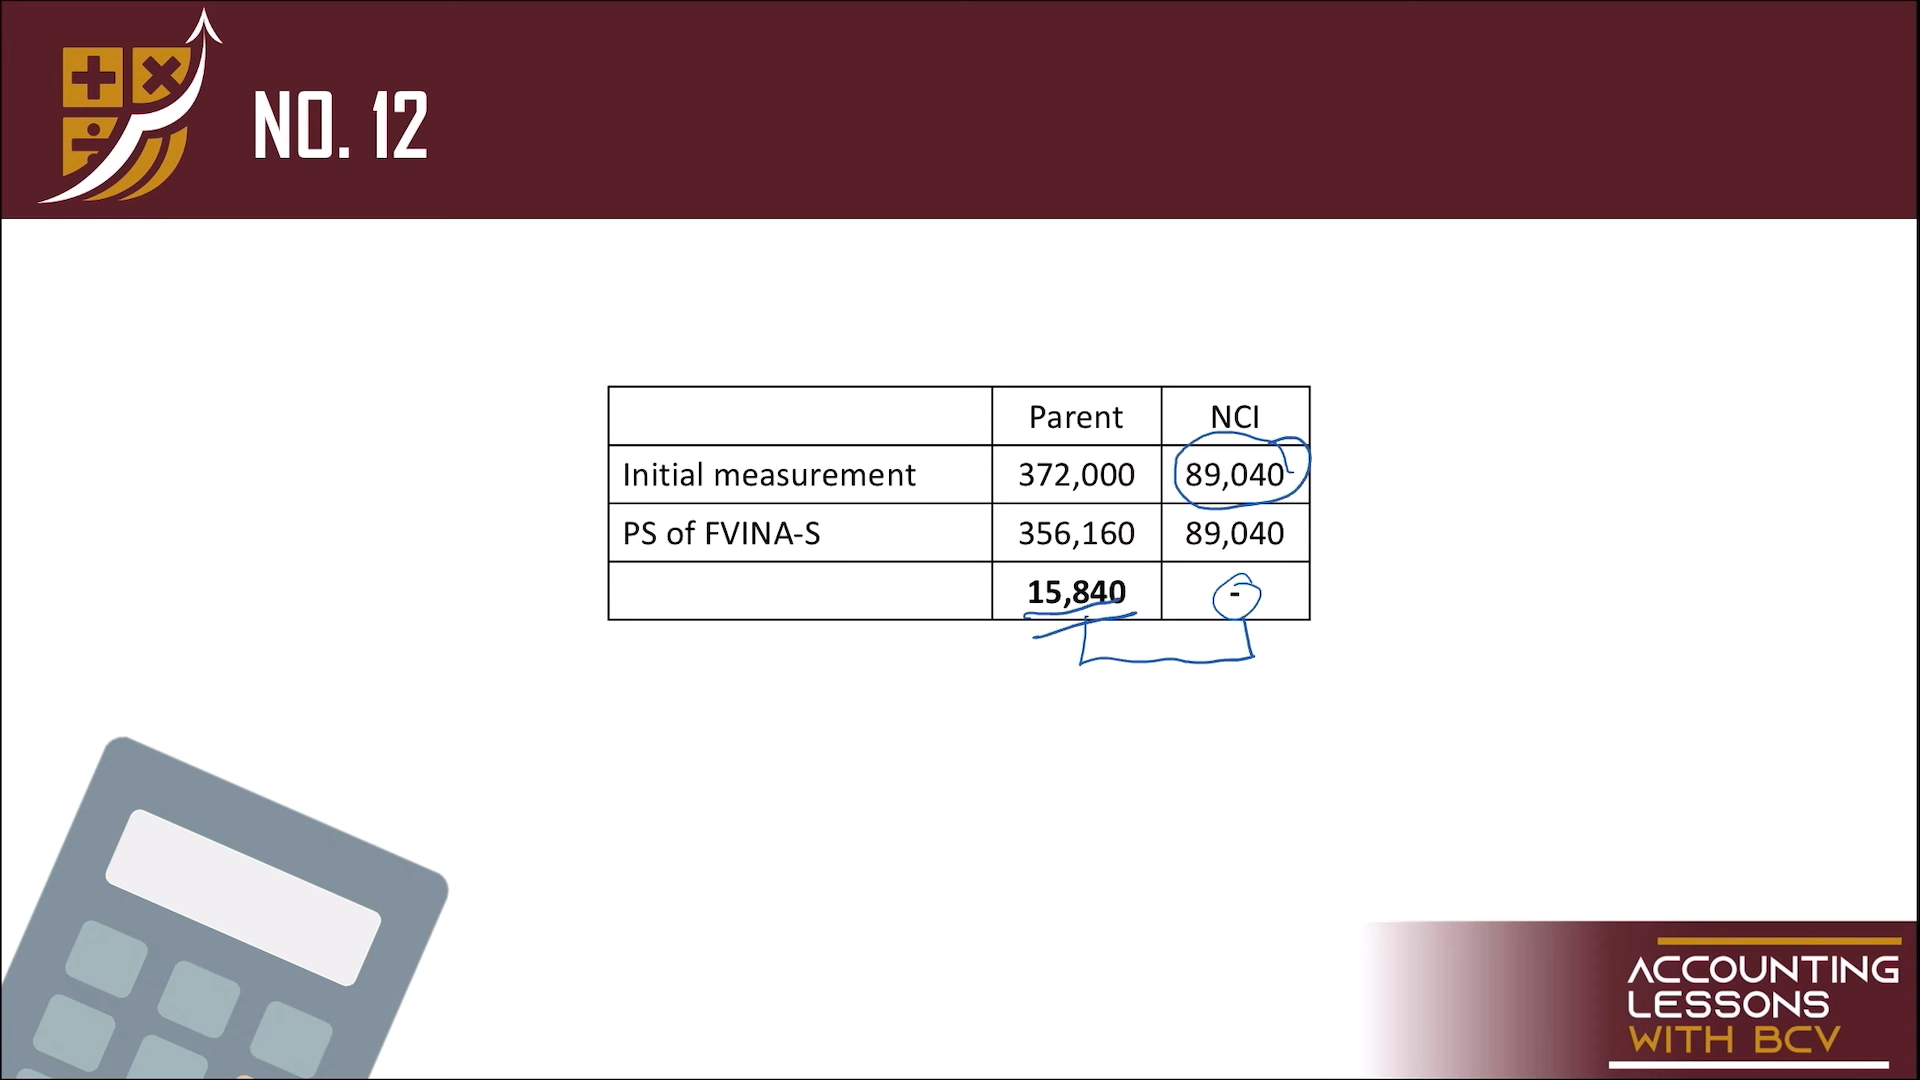 NO. 12
Parent NCI
Initial measurement 372,000 89,040
PS of FVINA-S 356,160 89,040
15,840 -
ACCOUNTING
LESSONS
WITH BCV